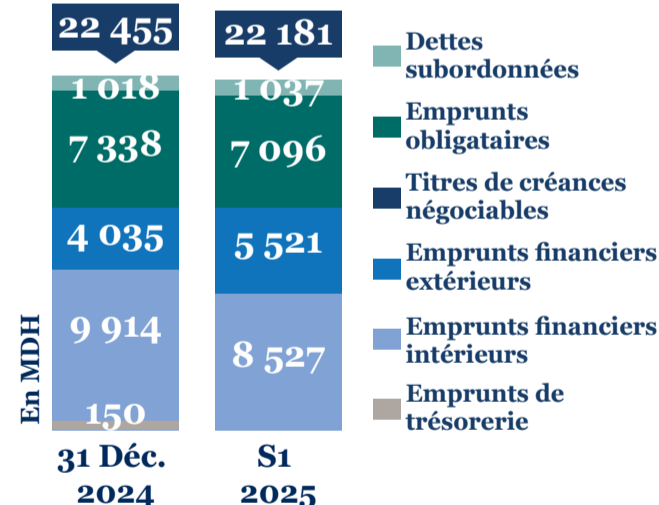 22 455
22 181
1 018
1 037
7 338
7 096
4 035
5 521
9 914
8 527
150
En MDH
31 Déc.
2024
S1
2025
Dettes
subordonnées
Emprunts
obligataires
Titres de créances
négociables
Emprunts financiers
extérieurs
Emprunts financiers
intérieurs
Emprunts de
trésorerie